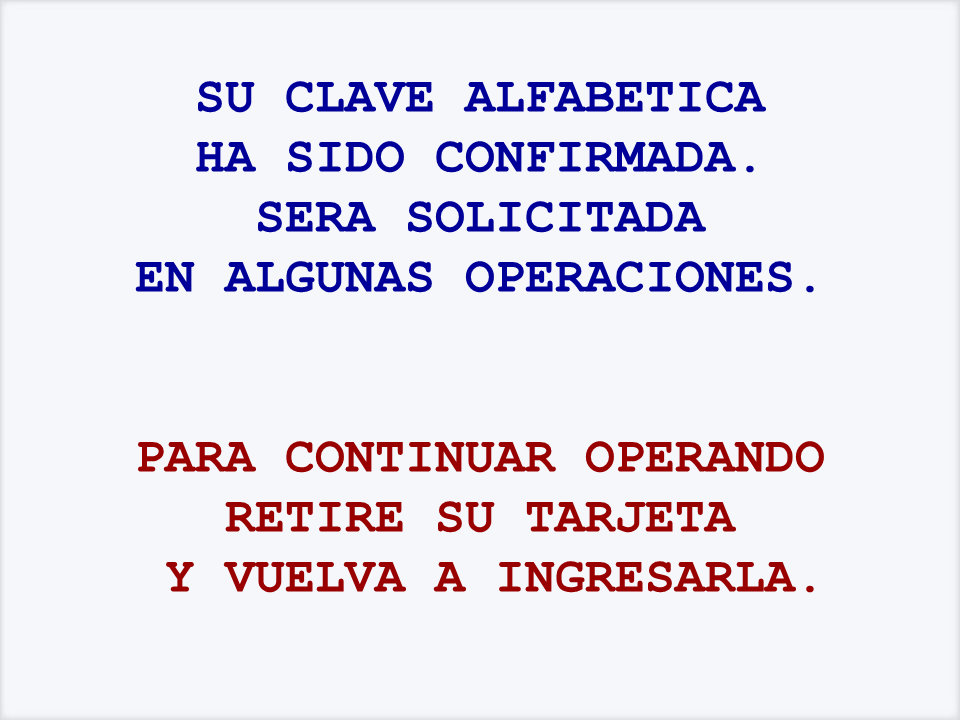 SU CLAVE ALFABETICA
HA SIDO CONFIRMADA.
SERA SOLICITADA
EN ALGUNAS OPERACIONES.
PARA CONTINUAR OPERANDO
RETIRE SU TARJETA
Y VUELVA A INGRESARLA.